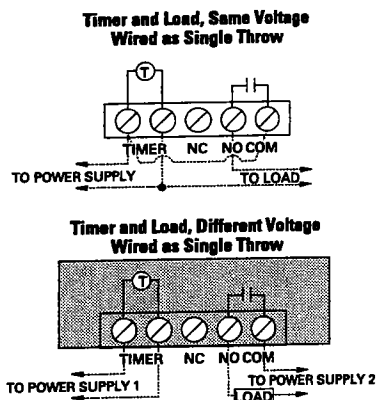 Timer and Load, Same Voltage
Wired as Single Throw
T
TIMER NC NO COM
TO POWER SUPPLY TO LOAD
Timer and Load, Different Voltage
Wired as Single Throw
T
TIMER NC NO COM
TO POWER SUPPLY 1 TO POWER SUPPLY 2
LOAD